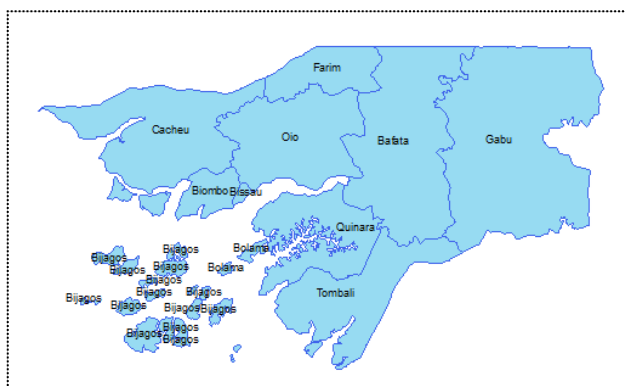 Farim
Cacheu
Oio
Bafata
Gabu
Biombo
Bissau
Quinara
Bolama
Bijagos
Bijagos
Bijagos
Bijagos
Bolama
Bijagos
Bijagos
Bijagos
Bijagos
Tombali
Bijagos
Bijagos
Bijagos
Bijagos
Bijagos
Bijagos
Bijagos